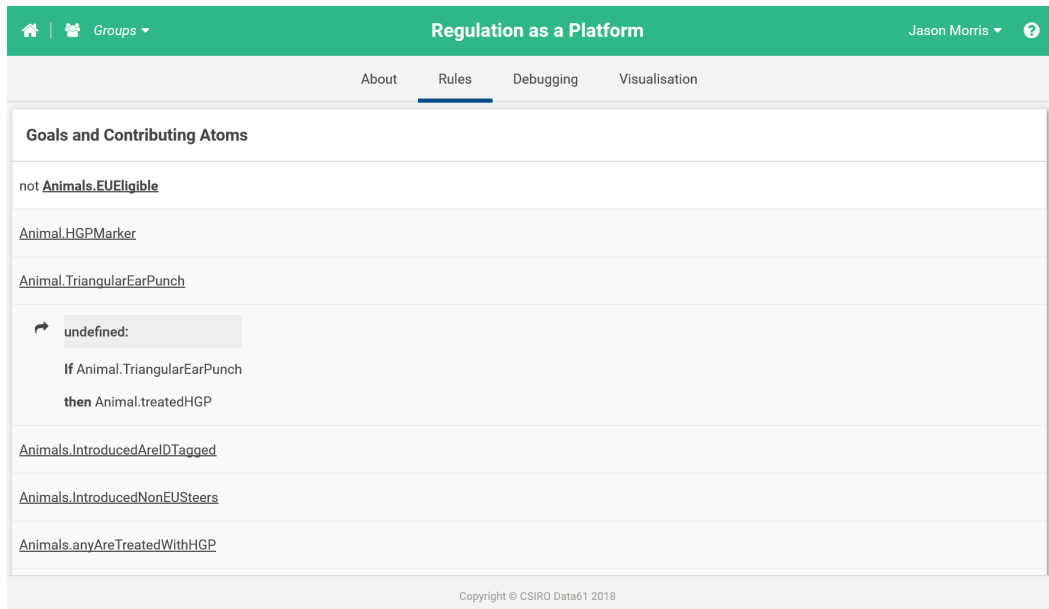 Groups
Regulation as a Platform
Jason Morris
About Rules Debugging Visualisation
Goals and Contributing Atoms
not Animals.EUEligible
Animal.HGPMarker
Animal.TriangularEarPunch
undefined:
If Animal.TriangularEarPunch
then Animal.treatedHGP
Animals.IntroducedAreIDTagged
Animals.IntroducedNonEUSteers
Animals.anyAreTreatedWithHGP
Copyright © CSIRO Data61 2018